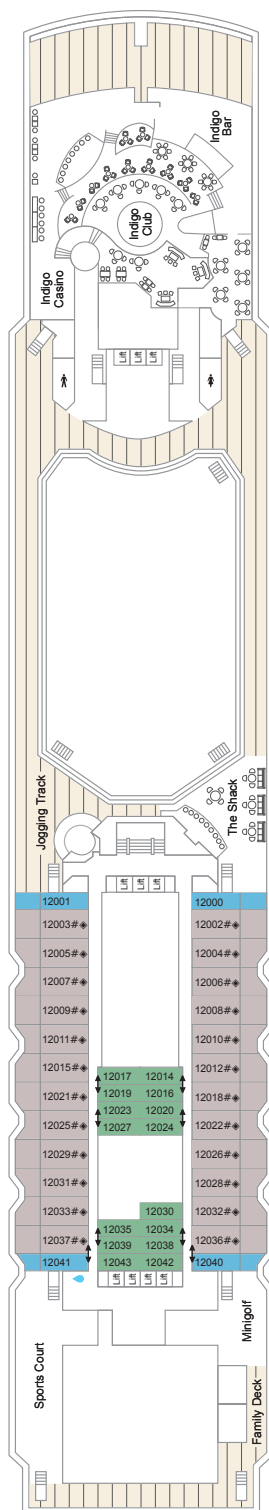 Indigo
Bar
Indigo
Club
Indigo
Casino
Lift Lift Lift
Jogging Track
The Shack
Lift Lift Lift Lift
12001 12000
12003#◈ 12002#◈
12005#◈ 12004#◈
12007#◈ 12006#◈
12009#◈ 12008#◈
12011#◈ 12010#◈
12015#◈ 12017 12014 12012#◈
12021#◈ 12019 12016 12018#◈
12025#◈ 12023 12020 12022#◈
12027 12024
12029#◈ 12026#◈
12031#◈ 12028#◈
12033#◈ 12030 12032#◈
12035 12034
12037#◈ 12039 12038 12036#◈
12041 12043 12042 12040
Lift Lift Lift Lift
Sports Court
Minigolf
Family Deck